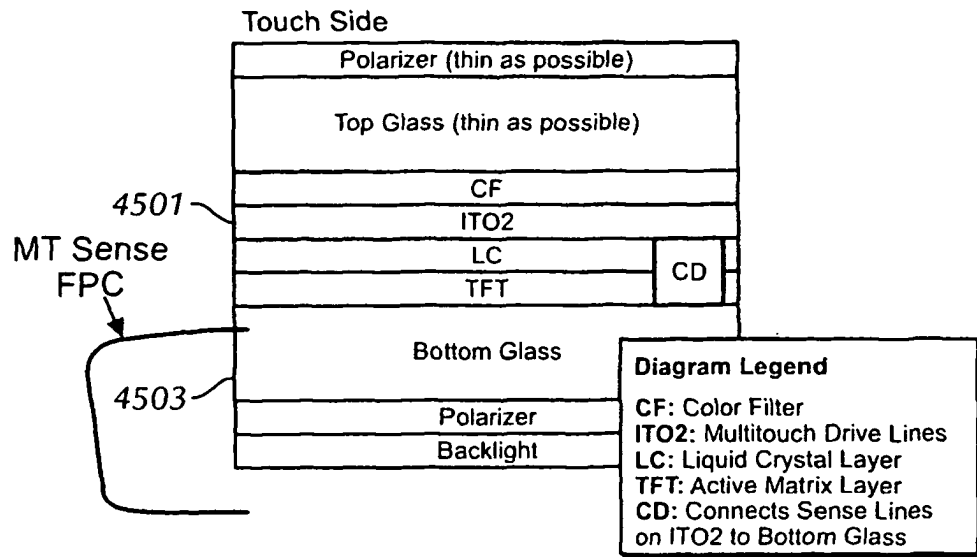 Touch Side
Polarizer (thin as possible)
Top Glass (thin as possible)
CF
4501
ITO2
MT Sense
FPC
LC
CD
TFT
Bottom Glass
4503
Polarizer
Backlight
Diagram Legend
CF: Color Filter
ITO2: Multitouch Drive Lines
LC: Liquid Crystal Layer
TFT: Active Matrix Layer
CD: Connects Sense Lines
on ITO2 to Bottom Glass